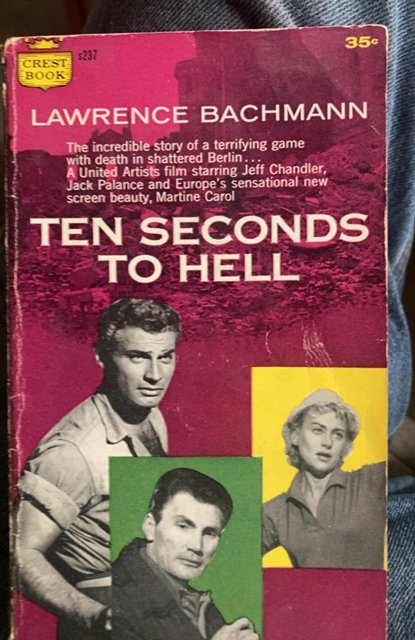 CREST
BOOK
s237
35¢
LAWRENCE BACHMANN
The incredible story of a terrifying game
with death in shattered Berlin...
A United Artists film starring Jeff Chandler,
Jack Palance and Europe's sensational new
screen beauty, Martine Carol
TEN SECONDS
TO HELL